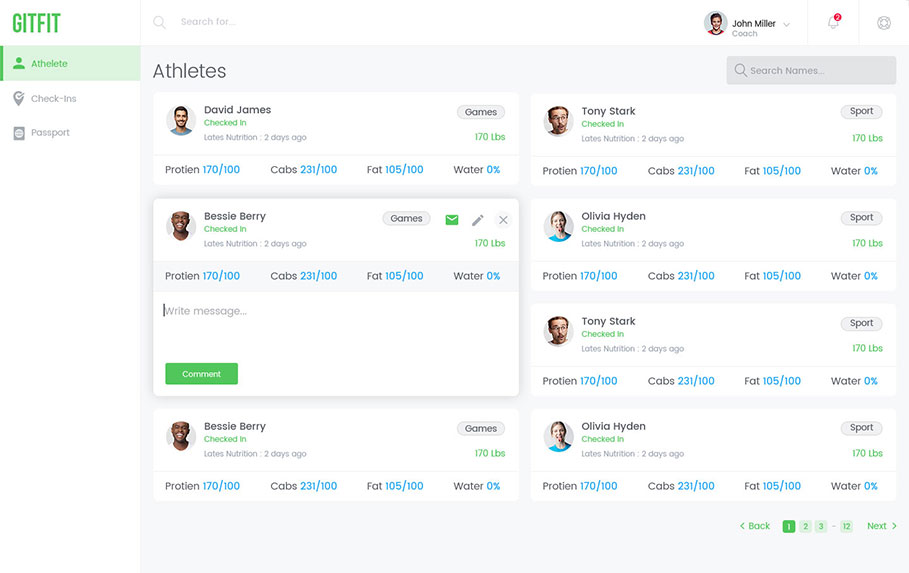 GITFIT
Search for...
John Miller
Coach
2
Athelete
Check-Ins
Passport
Athletes
Search Names...
David James
Games
Checked In
Lates Nutrition : 2 days ago
170 Lbs
Protien 170/100 Cabs 231/100 Fat 105/100 Water 0%
Tony Stark
Sport
Checked In
Lates Nutrition : 2 days ago
170 Lbs
Protien 170/100 Cabs 231/100 Fat 105/100 Water 0%
Bessie Berry
Games
Checked In
Lates Nutrition : 2 days ago
170 Lbs
Protien 170/100 Cabs 231/100 Fat 105/100 Water 0%
Write message...
Comment
Olivia Hyden
Sport
Checked In
Lates Nutrition : 2 days ago
170 Lbs
Protien 170/100 Cabs 231/100 Fat 105/100 Water 0%
Tony Stark
Sport
Checked In
Lates Nutrition : 2 days ago
170 Lbs
Protien 170/100 Cabs 231/100 Fat 105/100 Water 0%
Bessie Berry
Games
Checked In
Lates Nutrition : 2 days ago
170 Lbs
Protien 170/100 Cabs 231/100 Fat 105/100 Water 0%
Olivia Hyden
Sport
Checked In
Lates Nutrition : 2 days ago
170 Lbs
Protien 170/100 Cabs 231/100 Fat 105/100 Water 0%
< Back 1 2 3 - 12 Next >